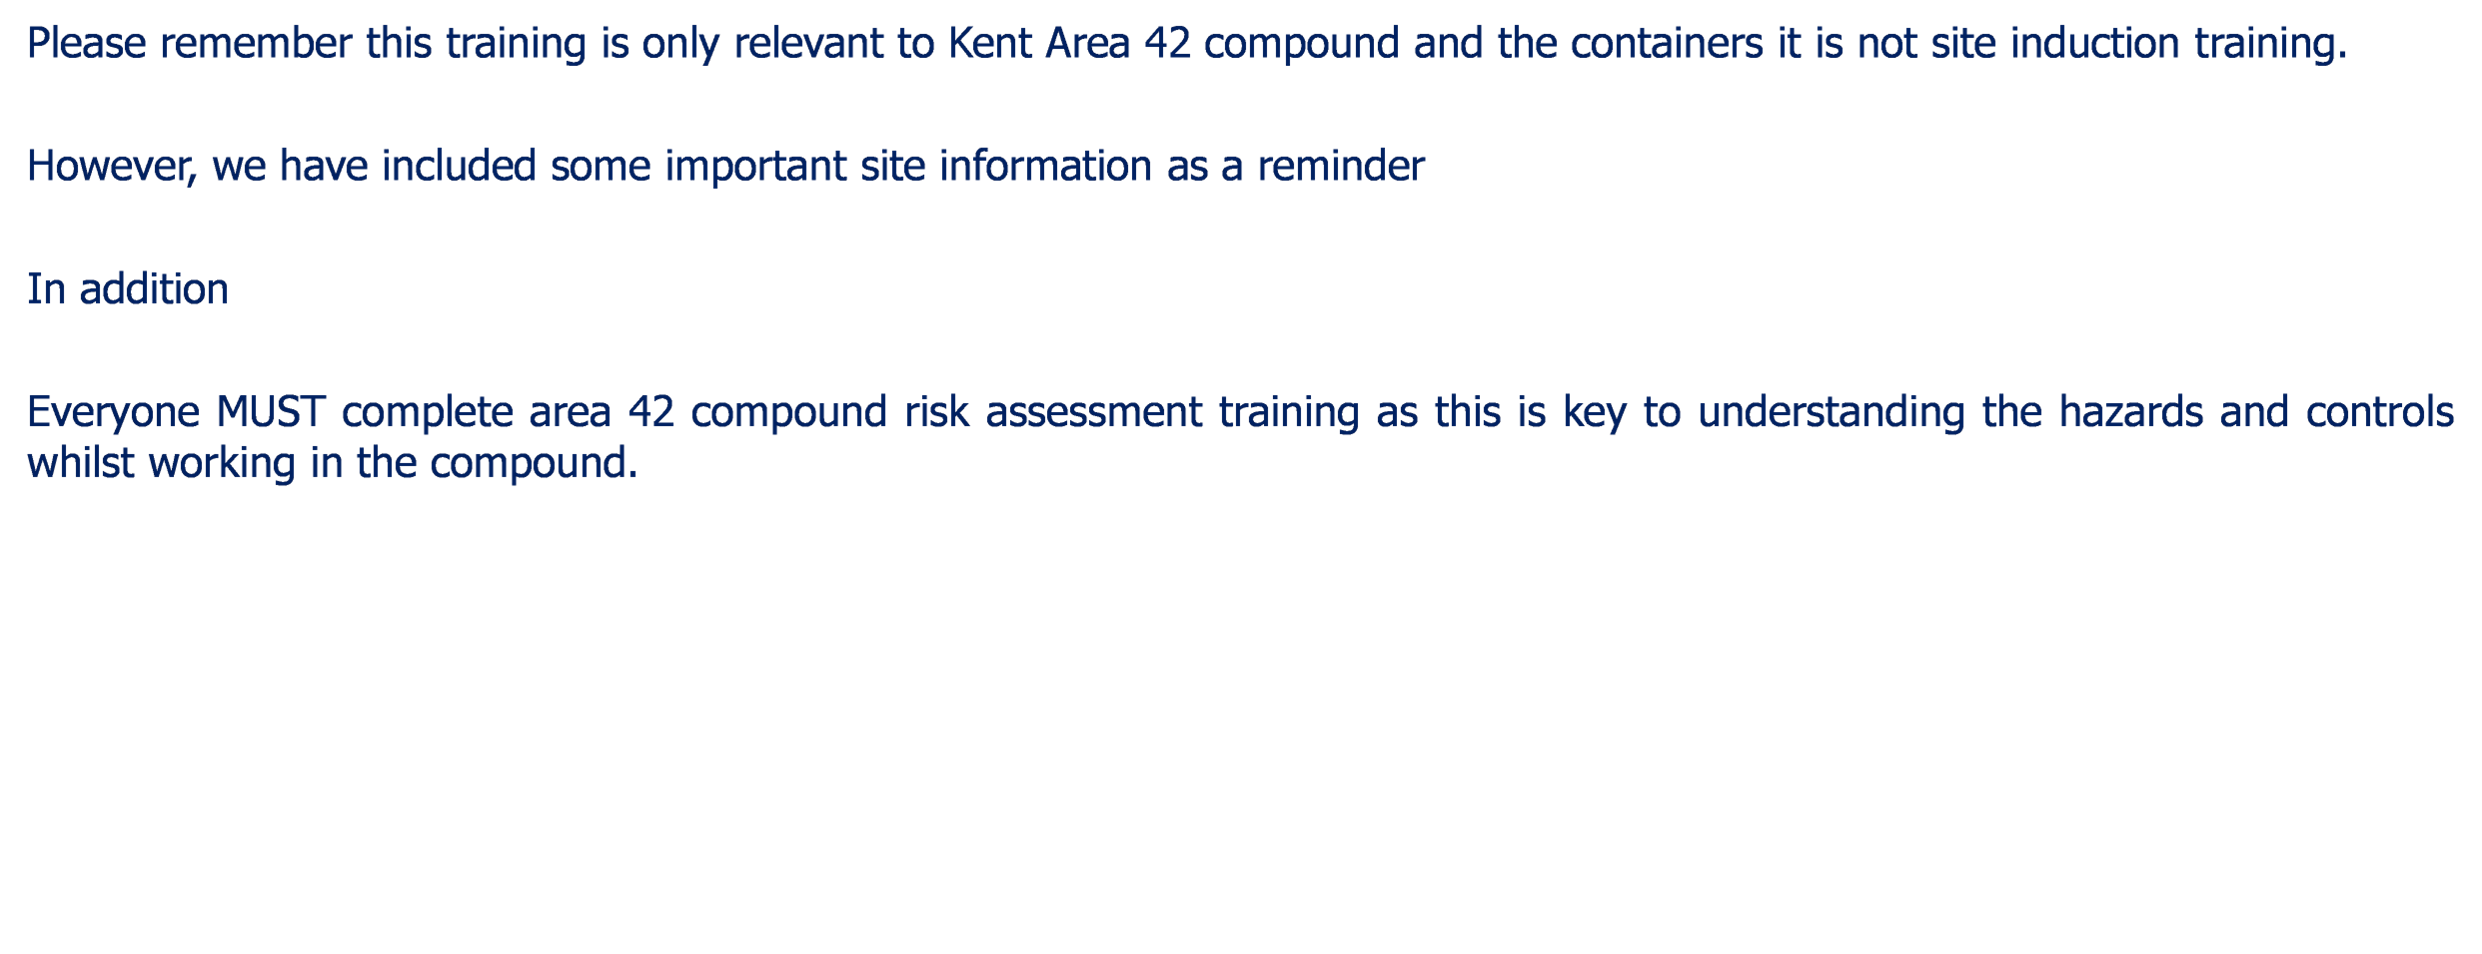 Please remember this training is only relevant to Kent Area 42 compound and the containers it is not site induction training.
However, we have included some important site information as a reminder
In addition
Everyone MUST complete area 42 compound risk assessment training as this is key to understanding the hazards and controls
whilst working in the compound.